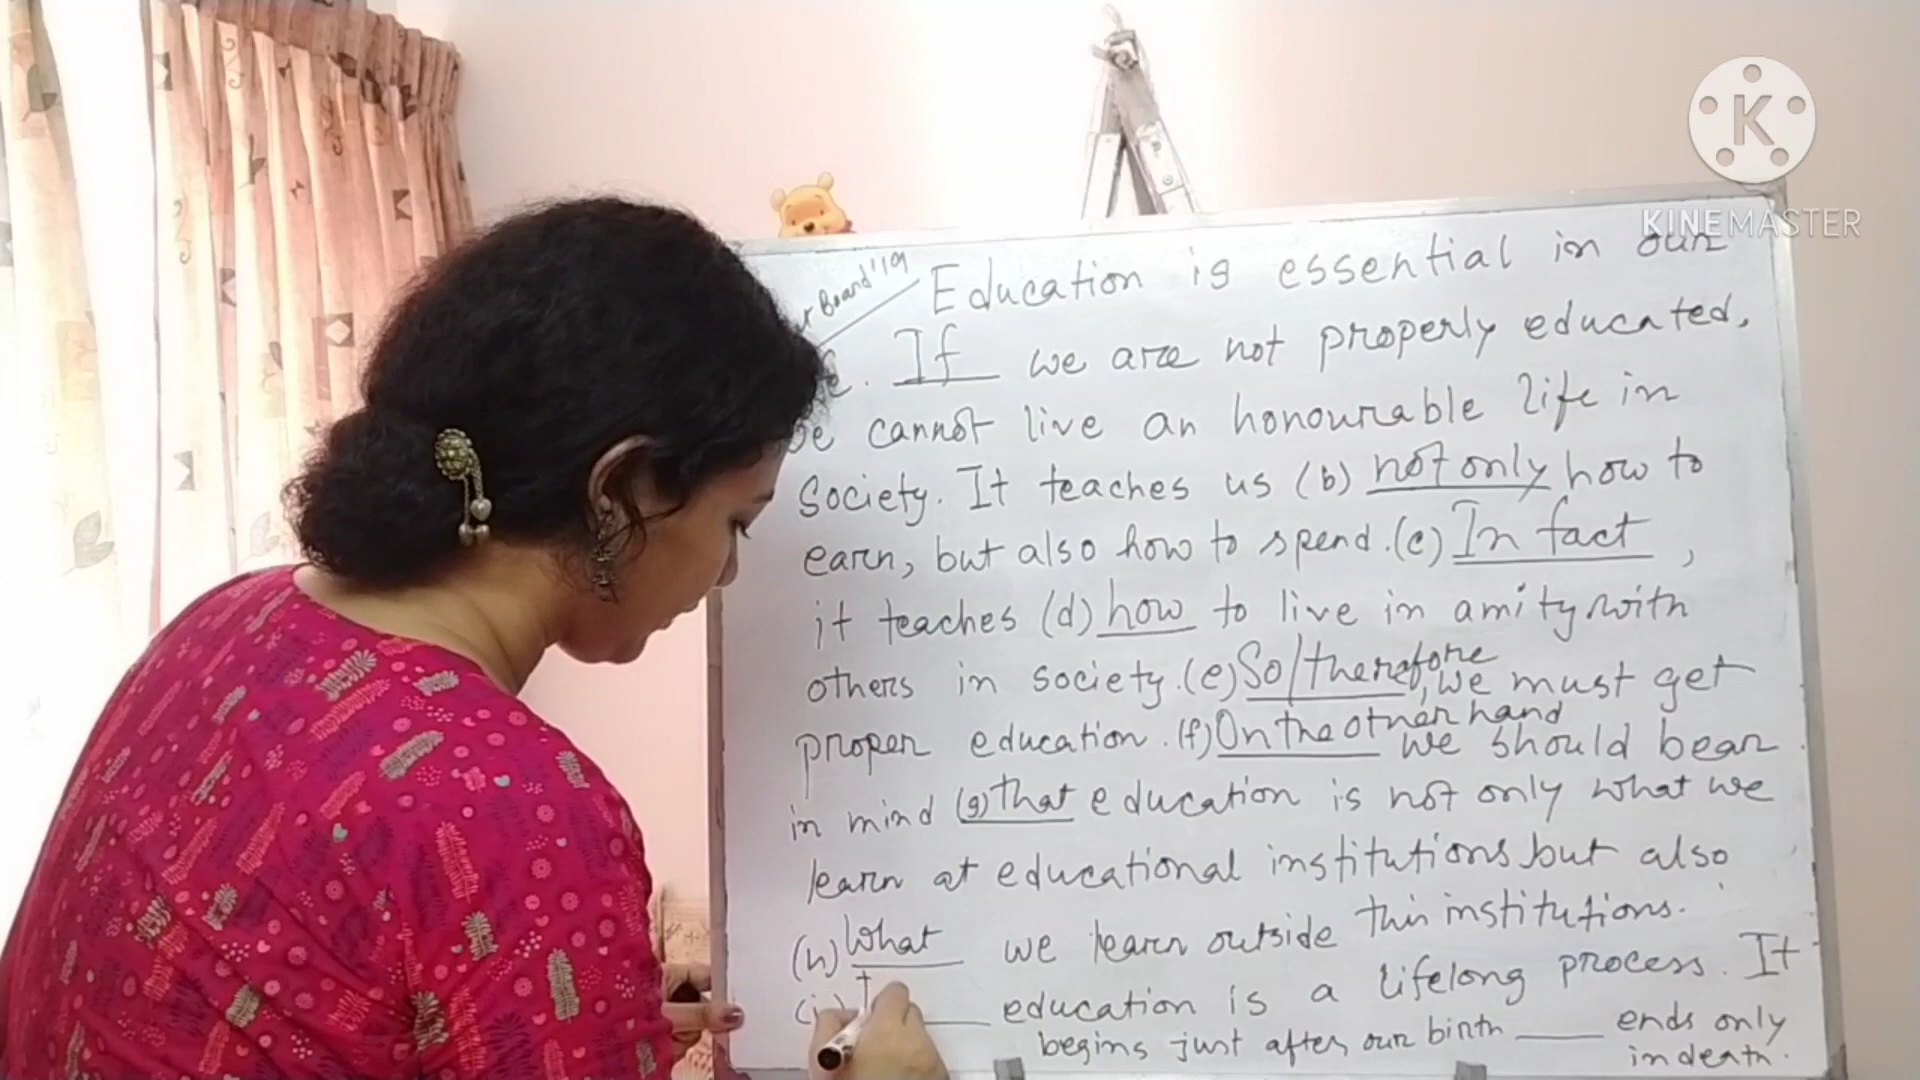 K
KINEMASTER
Board'19
Education is essential in our
If we are not properly educated,
cannot live an honourable life in
society. It teaches us (b) not only how to
earn, but also how to spend. (c) In fact,
it teaches (d) how to live in amity with
others in society. (e) So/therefore, we must get
proper education. (f) On the other hand we should bear
in mind (g) that education is not only what we
learn at educational institutions but also
(h) What we learn outside this institutions.
education is a lifelong process. It
begins just after our birth ____ ends only
in death.